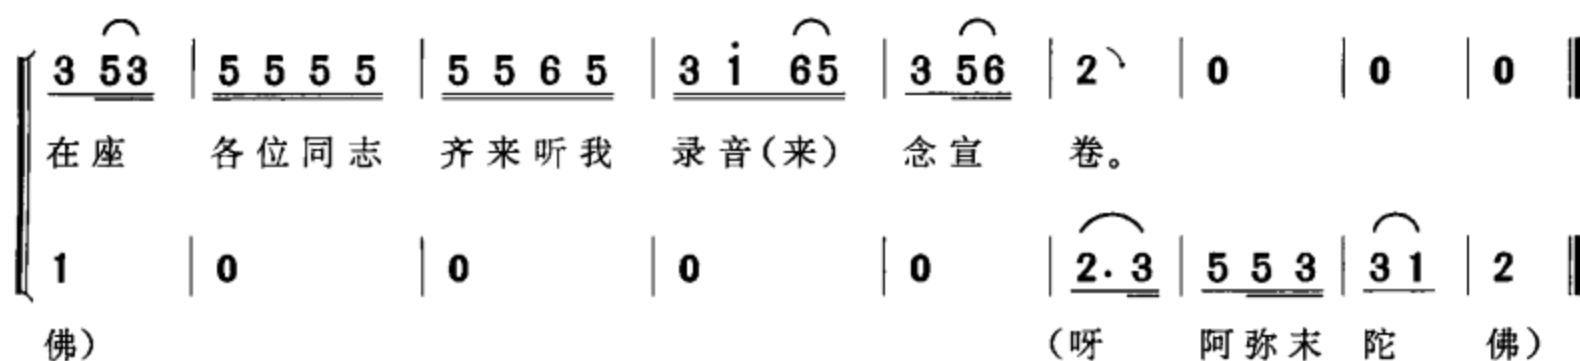 3 53 | 5 5 5 5 | 5 5 6 5 | 3 i 65 | 3 56 | 2 | 0 | 0 | 0
在座 各位同志 齐来听我 录音(来) 念宣 卷。
1 | 0 | 0 | 0 | 0 | 2. 3 | 5 5 3 | 3 1 | 2
佛) (呀 阿弥末 陀 佛)